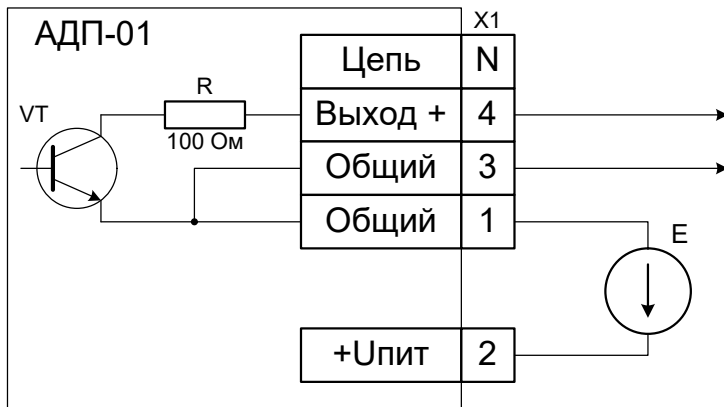 X1
АДП-01
Цепь N
R
Выход + 4
VT
100 Ом
Общий 3
Общий 1
E
+Uпит 2